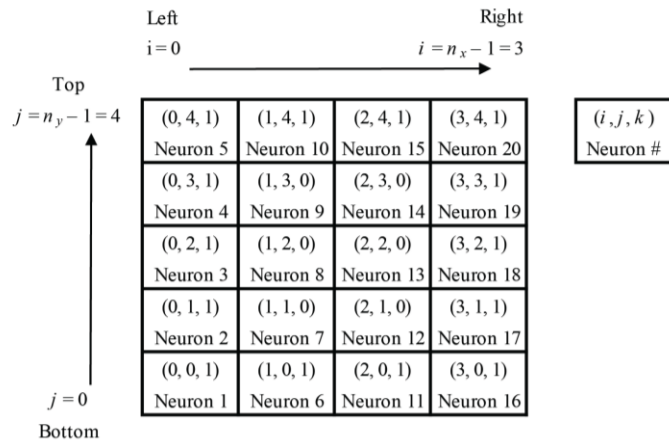 Left
Right
i = 0
i = n x – 1 = 3
Top
j = n y – 1 = 4
(0, 4, 1) (1, 4, 1) (2, 4, 1) (3, 4, 1)
Neuron 5 Neuron 10 Neuron 15 Neuron 20
(i , j , k )
Neuron #
(0, 3, 1) (1, 3, 0) (2, 3, 0) (3, 3, 1)
Neuron 4 Neuron 9 Neuron 14 Neuron 19
(0, 2, 1) (1, 2, 0) (2, 2, 0) (3, 2, 1)
Neuron 3 Neuron 8 Neuron 13 Neuron 18
(0, 1, 1) (1, 1, 0) (2, 1, 0) (3, 1, 1)
Neuron 2 Neuron 7 Neuron 12 Neuron 17
(0, 0, 1) (1, 0, 1) (2, 0, 1) (3, 0, 1)
Neuron 1 Neuron 6 Neuron 11 Neuron 16
j = 0
Bottom